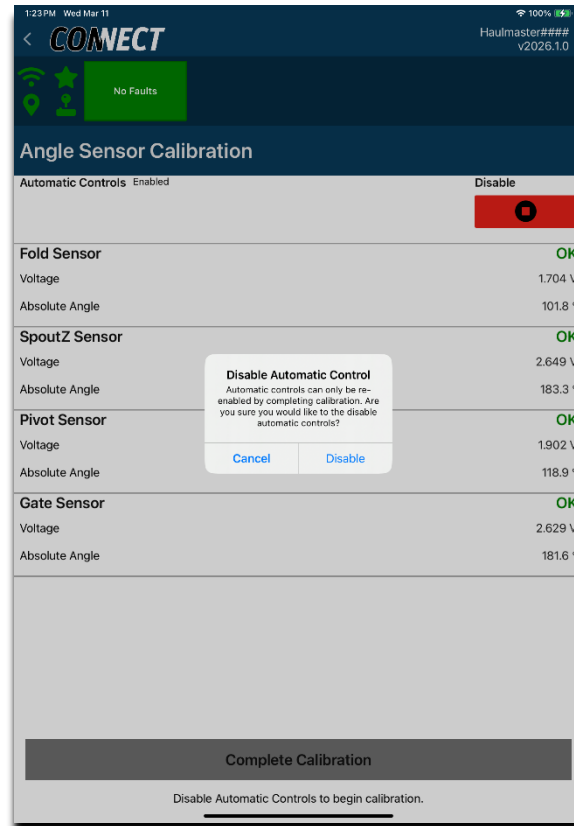 1:23 PM Wed Mar 11
100%
CONNECT
Haulmaster####
v2026.1.0
No Faults
Angle Sensor Calibration
Automatic Controls Enabled
Disable
Fold Sensor OK
Voltage 1.704 V
Absolute Angle 101.8 °
SpoutZ Sensor OK
Voltage 2.649 V
Absolute Angle 183.3 °
Pivot Sensor OK
Voltage 1.902 V
Absolute Angle 118.9 °
Gate Sensor OK
Voltage 2.629 V
Absolute Angle 181.6 °
Disable Automatic Control
Automatic controls can only be re-
enabled by completing calibration. Are
you sure you would like to the disable
automatic controls?
Cancel Disable
Complete Calibration
Disable Automatic Controls to begin calibration.